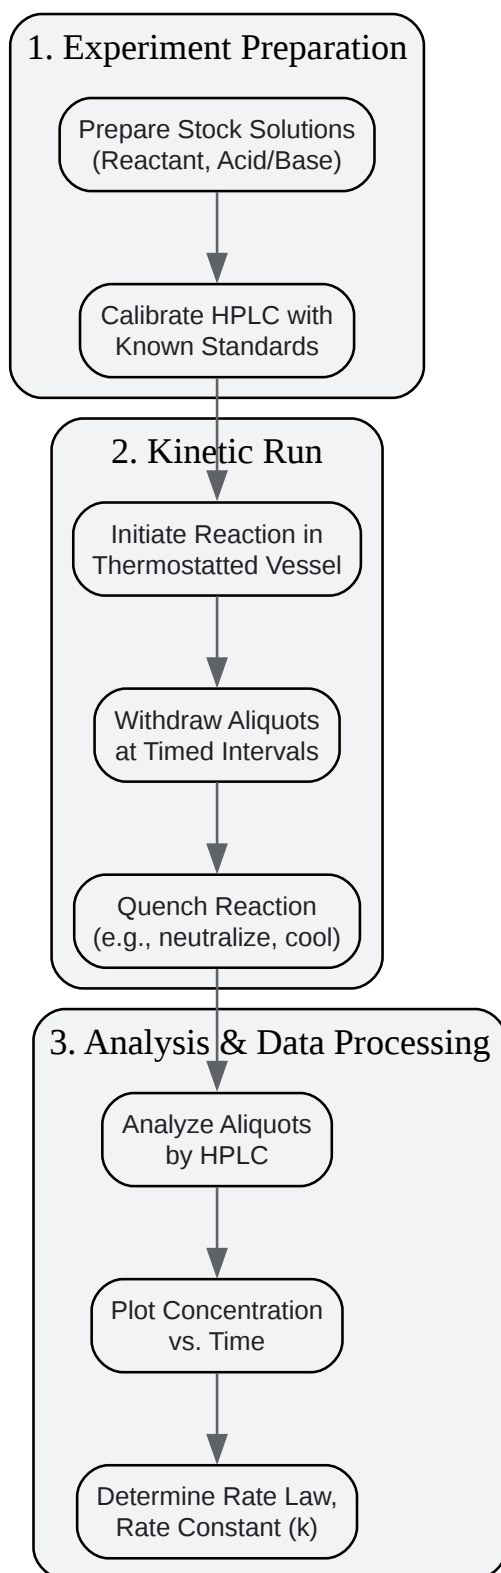 1. Experiment Preparation
Prepare Stock Solutions
(Reactant, Acid/Base)
Calibrate HPLC with
Known Standards
2. Kinetic Run
Initiate Reaction in
Thermostatted Vessel
Withdraw Aliquots
at Timed Intervals
Quench Reaction
(e.g., neutralize, cool)
3. Analysis & Data Processing
Analyze Aliquots
by HPLC
Plot Concentration
vs. Time
Determine Rate Law,
Rate Constant (k)